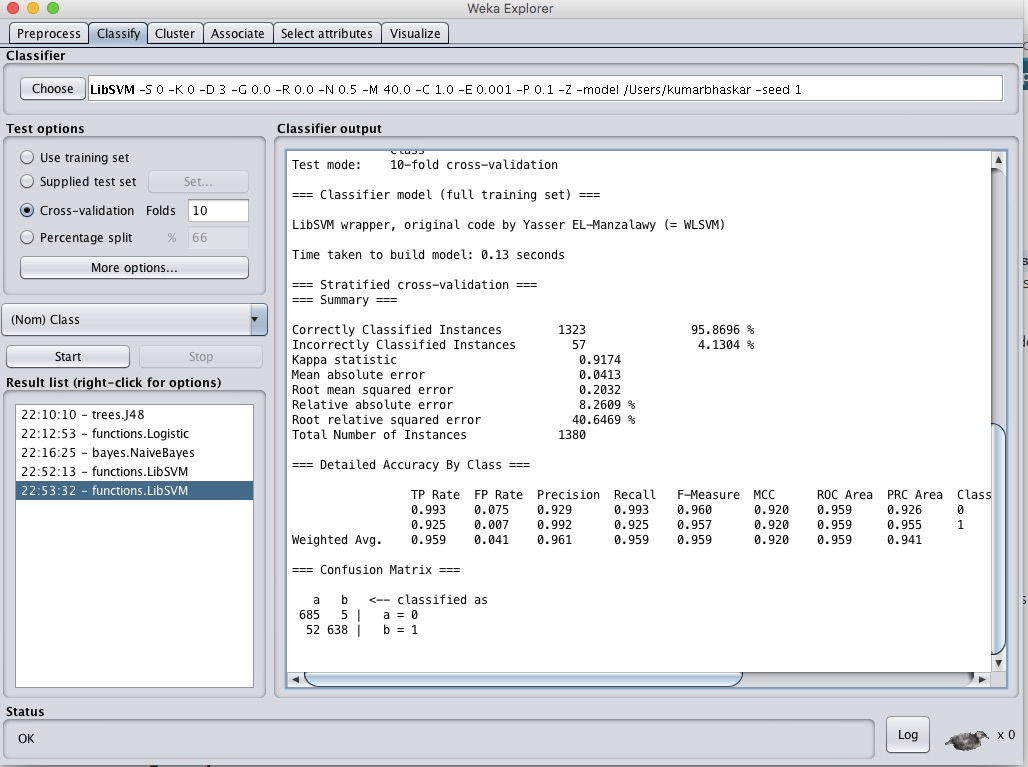 Weka Explorer
Preprocess Classify Cluster Associate Select attributes Visualize
Classifier
Choose LibSVM -S 0 -K 0 -D 3 -G 0.0 -R 0.0 -N 0.5 -M 40.0 -C 1.0 -E 0.001 -P 0.1 -Z -model /Users/kumarbhaskar -seed 1
Test options
Use training set
Supplied test set Set...
Cross-validation Folds 10
Percentage split % 66
More options...
(Nom) Class
Start Stop
Result list (right-click for options)
22:10:10 - trees.J48
22:12:53 - functions.Logistic
22:16:25 - bayes.NaiveBayes
22:52:13 - functions.LibSVM
22:53:32 - functions.LibSVM
Classifier output
Class
Test mode: 10-fold cross-validation
=== Classifier model (full training set) ===
LibSVM wrapper, original code by Yasser EL-Manzalawy (= WLSVM)
Time taken to build model: 0.13 seconds
=== Stratified cross-validation ===
=== Summary ===
Correctly Classified Instances 1323 95.8696 %
Incorrectly Classified Instances 57 4.1304 %
Kappa statistic 0.9174
Mean absolute error 0.0413
Root mean squared error 0.2032
Relative absolute error 8.2609 %
Root relative squared error 40.6469 %
Total Number of Instances 1380
=== Detailed Accuracy By Class ===
TP Rate FP Rate Precision Recall F-Measure MCC ROC Area PRC Area Class
0.993 0.075 0.929 0.993 0.960 0.920 0.959 0.926 0
0.925 0.007 0.992 0.925 0.957 0.920 0.959 0.955 1
Weighted Avg. 0.959 0.041 0.961 0.959 0.959 0.920 0.959 0.941
=== Confusion Matrix ===
a b <-- classified as
685 5 | a = 0
52 638 | b = 1
Status
OK
Log x 0